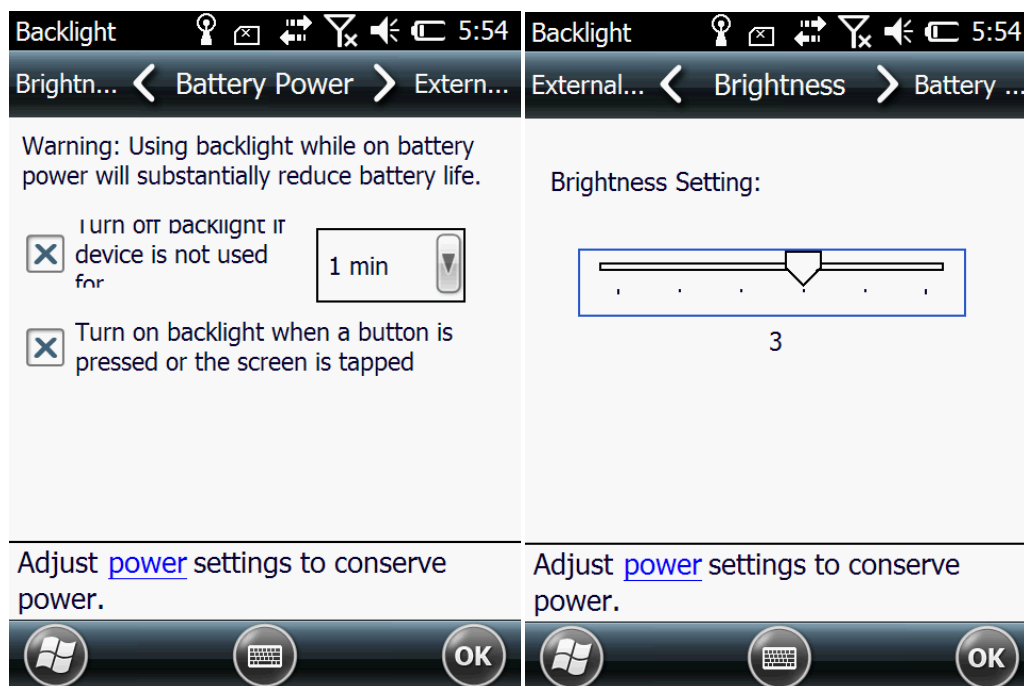 Backlight 5:54
Brightn... Battery Power Extern...
Warning: Using backlight while on battery
power will substantially reduce battery life.
Turn off backlight if
device is not used
for
1 min
Turn on backlight when a button is
pressed or the screen is tapped
Adjust power settings to conserve
power.
OK
Backlight 5:54
External... Brightness Battery ...
Brightness Setting:
3
Adjust power settings to conserve
power.
OK